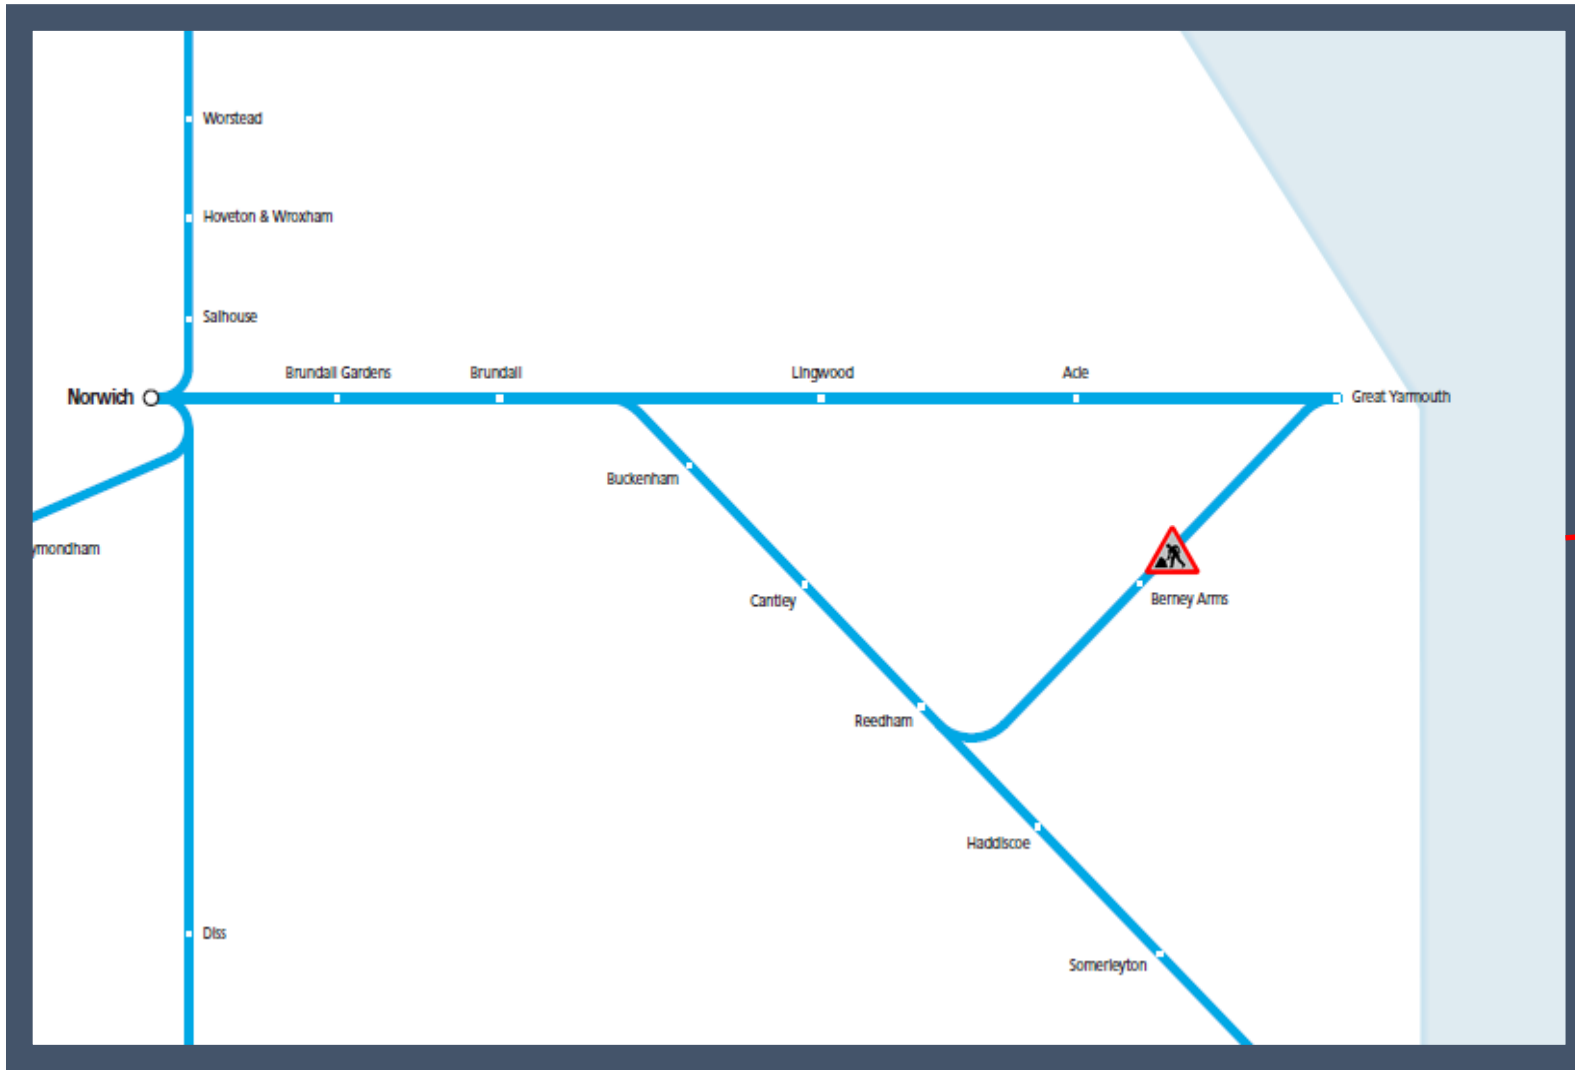 Worstead
Hoveton & Wroxham
Salhouse
Brundall Gardens
Brundall
Lingwood
Acle
Norwich
Great Yarmouth
Buckenham
ymondham
Cantley
Berney Arms
Reedham
Haddiscoe
Diss
Somerleyton